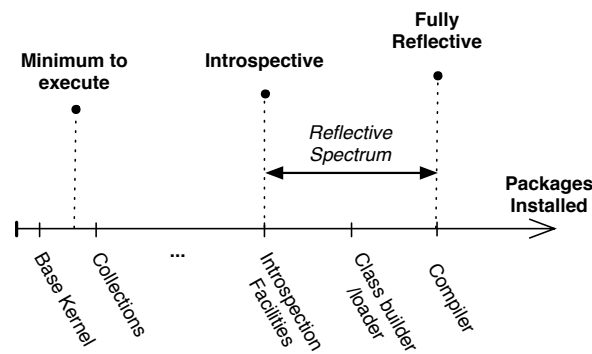 Fully
Reflective
Minimum to
execute
Introspective
Reflective
Spectrum
Packages
Installed
Base Kernel
Collections
...
Introspection
Facilities
Class builder
/loader
Compiler